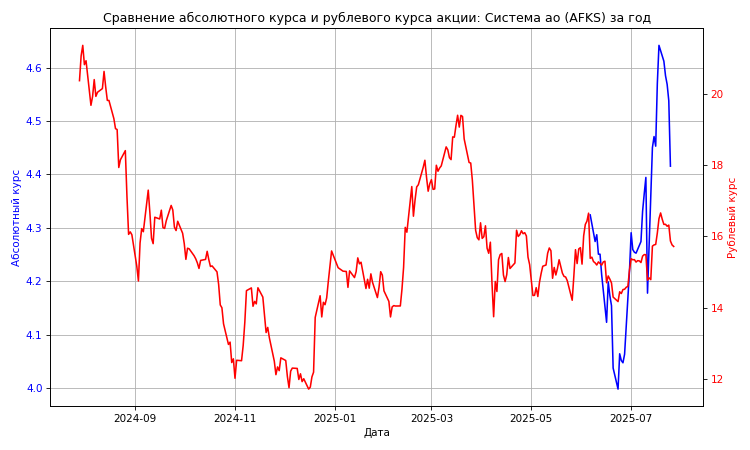 Сравнение абсолютного курса и рублевого курса акции: Система ао (AFKS) за год
4.6
4.5
4.4
4.3
4.2
4.1
4.0
Абсолютный курс
20
18
16
14
12
Рублевый курс
2024-09 2024-11 2025-01 2025-03 2025-05 2025-07
Дата